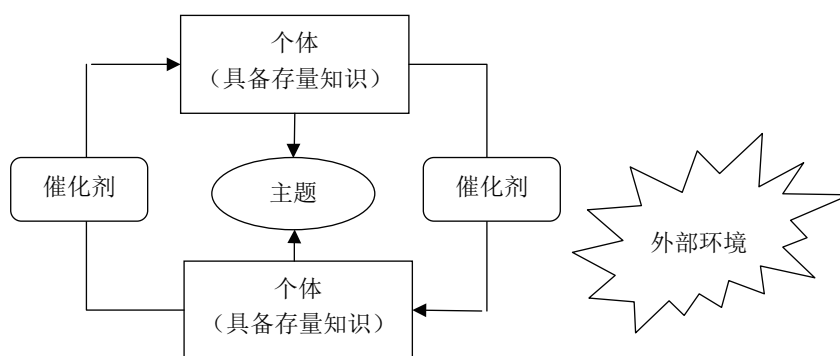 个体
（具备存量知识）
催化剂
主题
催化剂
外部环境
个体
（具备存量知识）